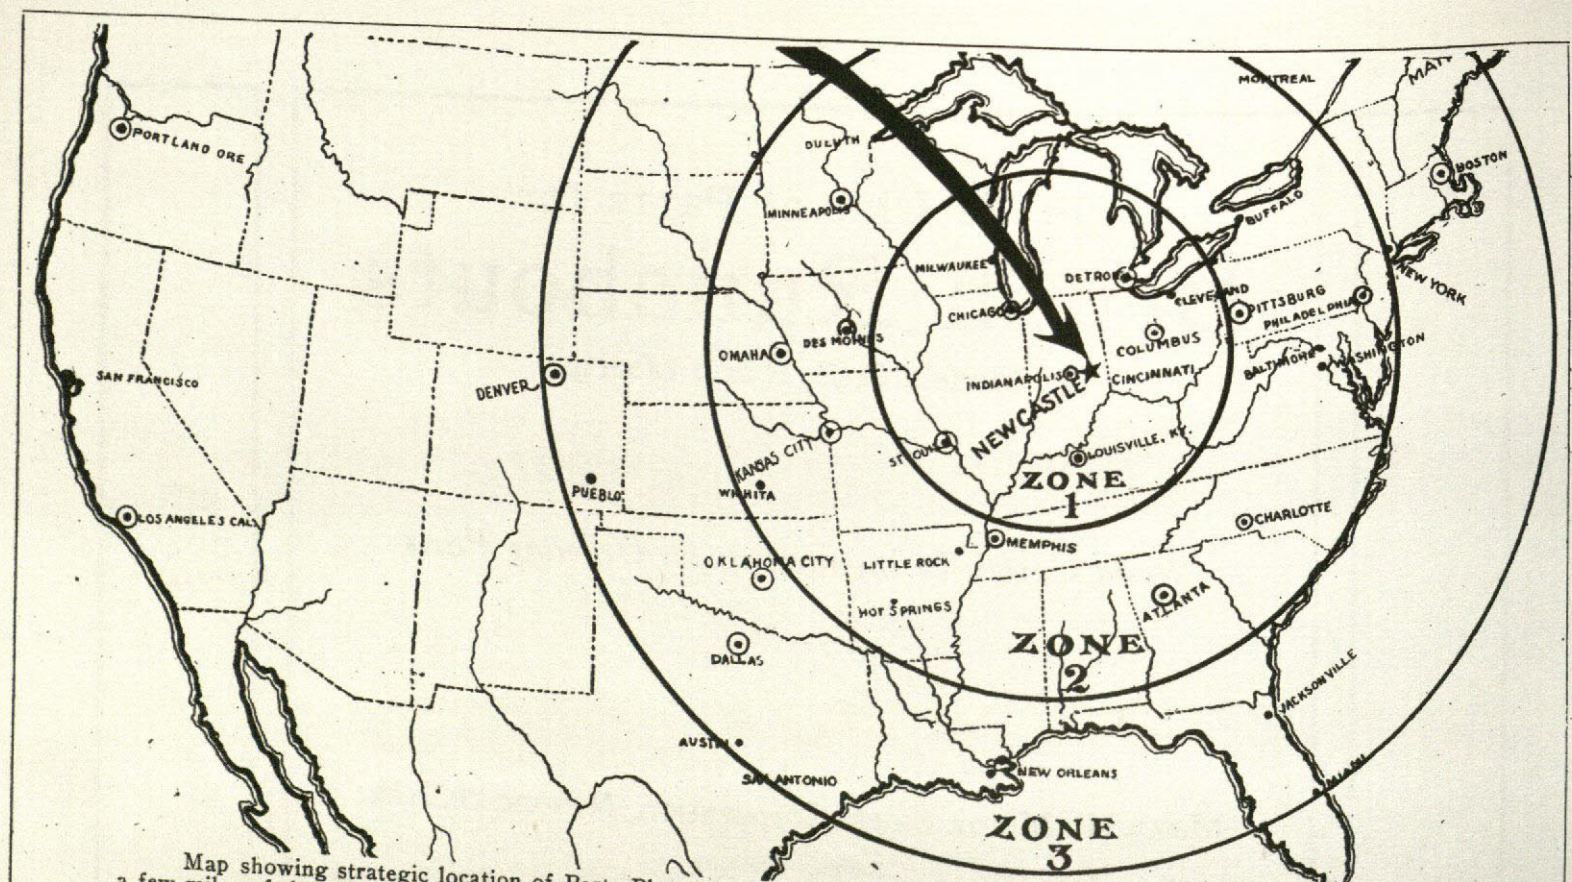 MONTREAL
PORTLAND ORE
DULUTH
BOSTON
MINNEAPOLIS
BUFFALO
MILWAUKEE
DETROIT
NEW YORK
CLEVELAND
CHICAGO
PITTSBURG
PHILADELPHIA
DES MOINES
COLUMBUS
OMAHA
BALTIMORE
WASHINGTON
SAN FRANCISCO
DENVER
INDIANAPOLIS
CINCINNATI
NEWCASTLE
KANSAS CITY
ST LOUIS
LOUISVILLE, KY.
ZONE
1
PUEBLO
WICHITA
LOS ANGELES CAL.
CHARLOTTE
MEMPHIS
OKLAHOMA CITY
LITTLE ROCK
HOT SPRINGS
ATLANTA
ZONE
2
DALLAS
JACKSONVILLE
AUSTIN
SAN ANTONIO
NEW ORLEANS
MIAMI
ZONE
3
Map showing strategic location of
a few miles